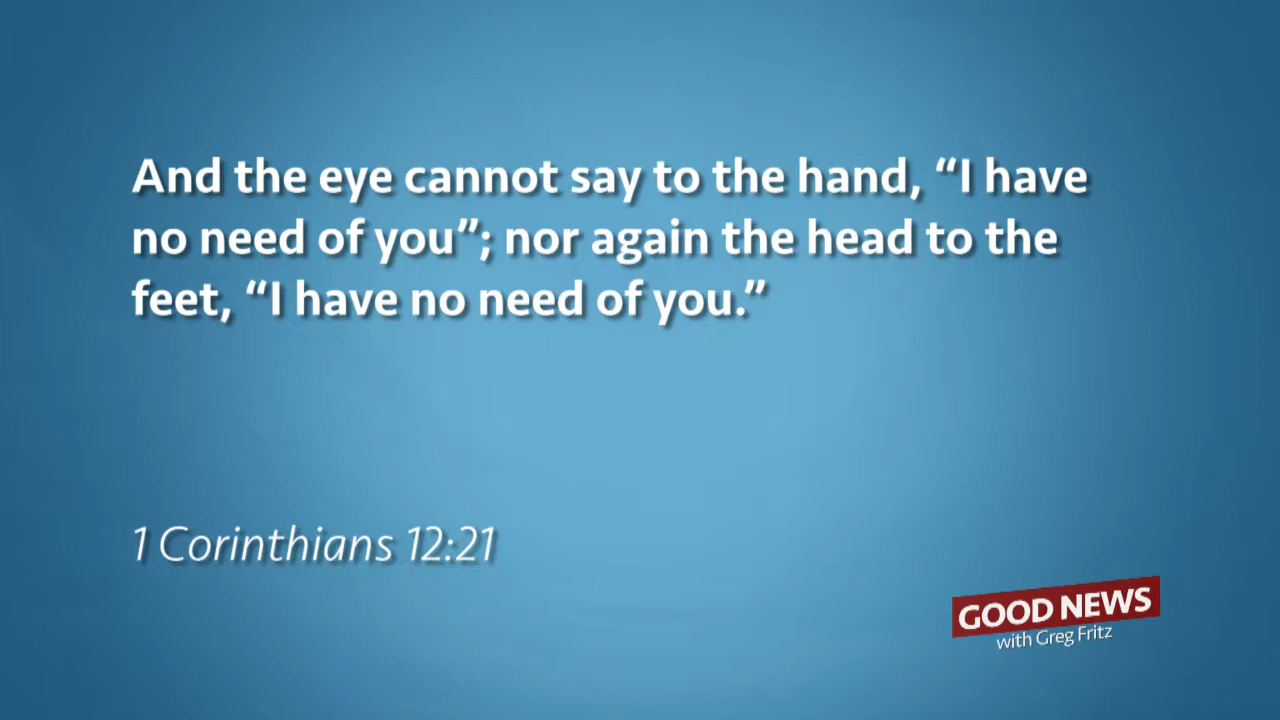 And the eye cannot say to the hand, “I have
no need of you”; nor again the head to the
feet, “I have no need of you.”
1 Corinthians 12:21
GOOD NEWS
with Greg Fritz